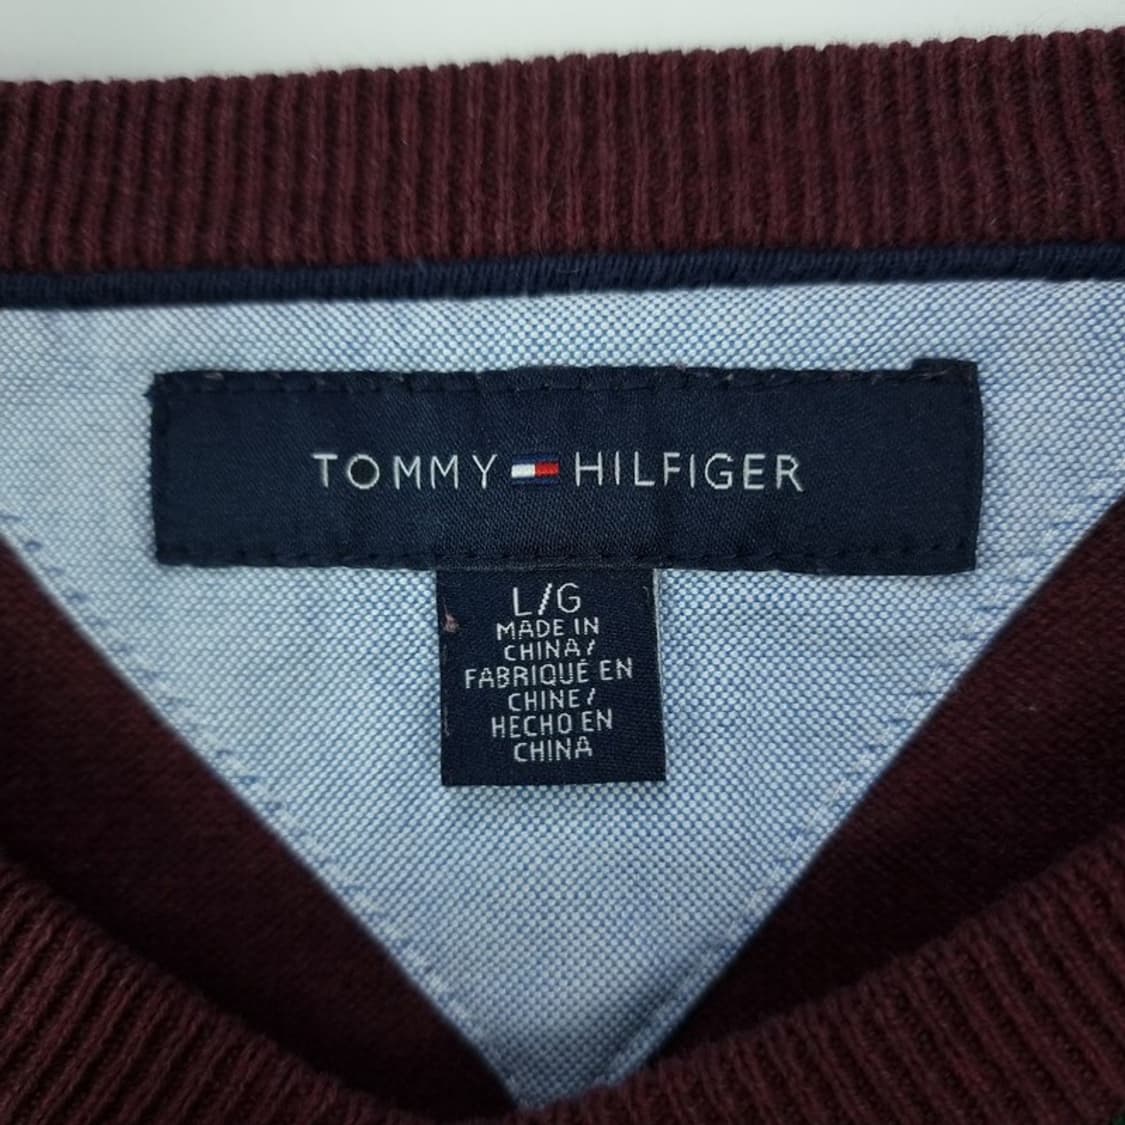 TOMMY HILFIGER
L/G
MADE IN
CHINA/
FABRIQUÉ EN
CHINE/
HECHO EN
CHINA